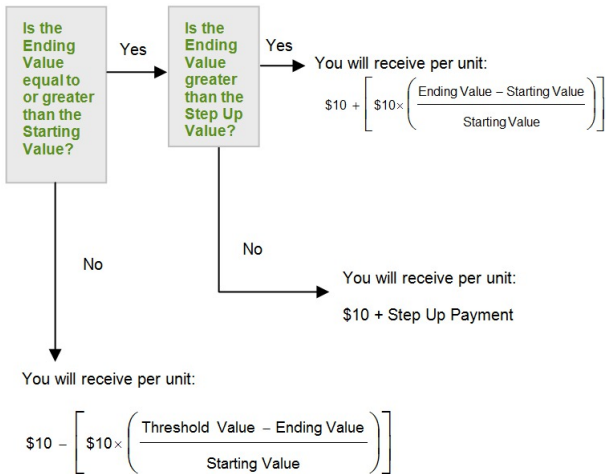 Is the
Ending
Value
equal to
or greater
than the
Starting
Value?
Yes
Is the
Ending
Value
greater
than the
Step Up
Value?
Yes
You will receive per unit:
$10 + [ $10× ( Ending Value – Starting Value
Starting Value ) ]
No
No
You will receive per unit:
$10 + Step Up Payment
You will receive per unit:
$10 – [ $10× ( Threshold Value – Ending Value
Starting Value ) ]